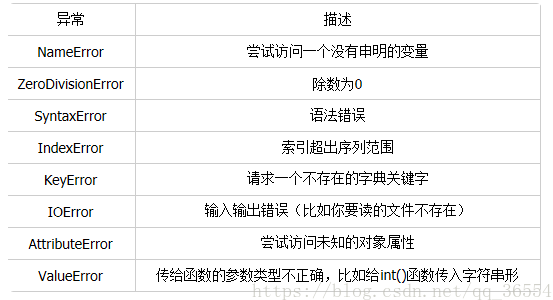 异常 描述
NameError 尝试访问一个没有申明的变量
ZeroDivisionError 除数为0
SyntaxError 语法错误
IndexError 索引超出序列范围
KeyError 请求一个不存在的字典关键字
IOError 输入输出错误（比如你要读的文件不存在）
AttributeError 尝试访问未知的对象属性
ValueError 传给函数的参数类型不正确，比如给int()函数传入字符串形
https://blog.csdn.net/qq_36554